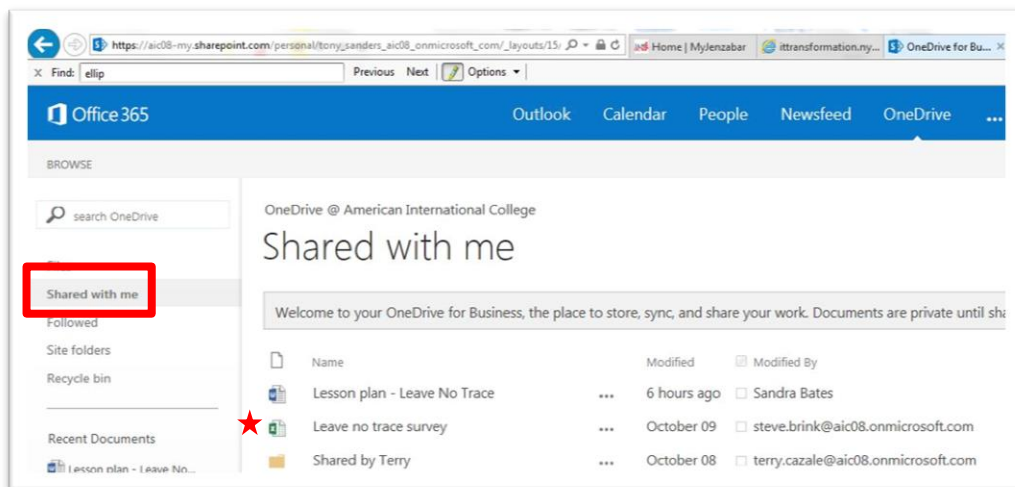 https://aic08-my.sharepoint.com/personal/tony_sanders_aic08_onmicrosoft_com/_layouts/15/ Home | MyJenzabar ittransformation.ny... OneDrive for Bu... ×
X Find: ellip Previous Next Options
Office 365 Outlook Calendar People Newsfeed OneDrive ...
BROWSE
search OneDrive
OneDrive @ American International College
Shared with me
Shared with me
Welcome to your OneDrive for Business, the place to store, sync, and share your work. Documents are private until sha
Followed
Site folders
Recycle bin
Name Modified Modified By
Lesson plan - Leave No Trace ... 6 hours ago Sandra Bates
Leave no trace survey ... October 09 steve.brink@aic08.onmicrosoft.com
Shared by Terry ... October 08 terry.cazale@aic08.onmicrosoft.com
Recent Documents
Lesson plan - Leave No...